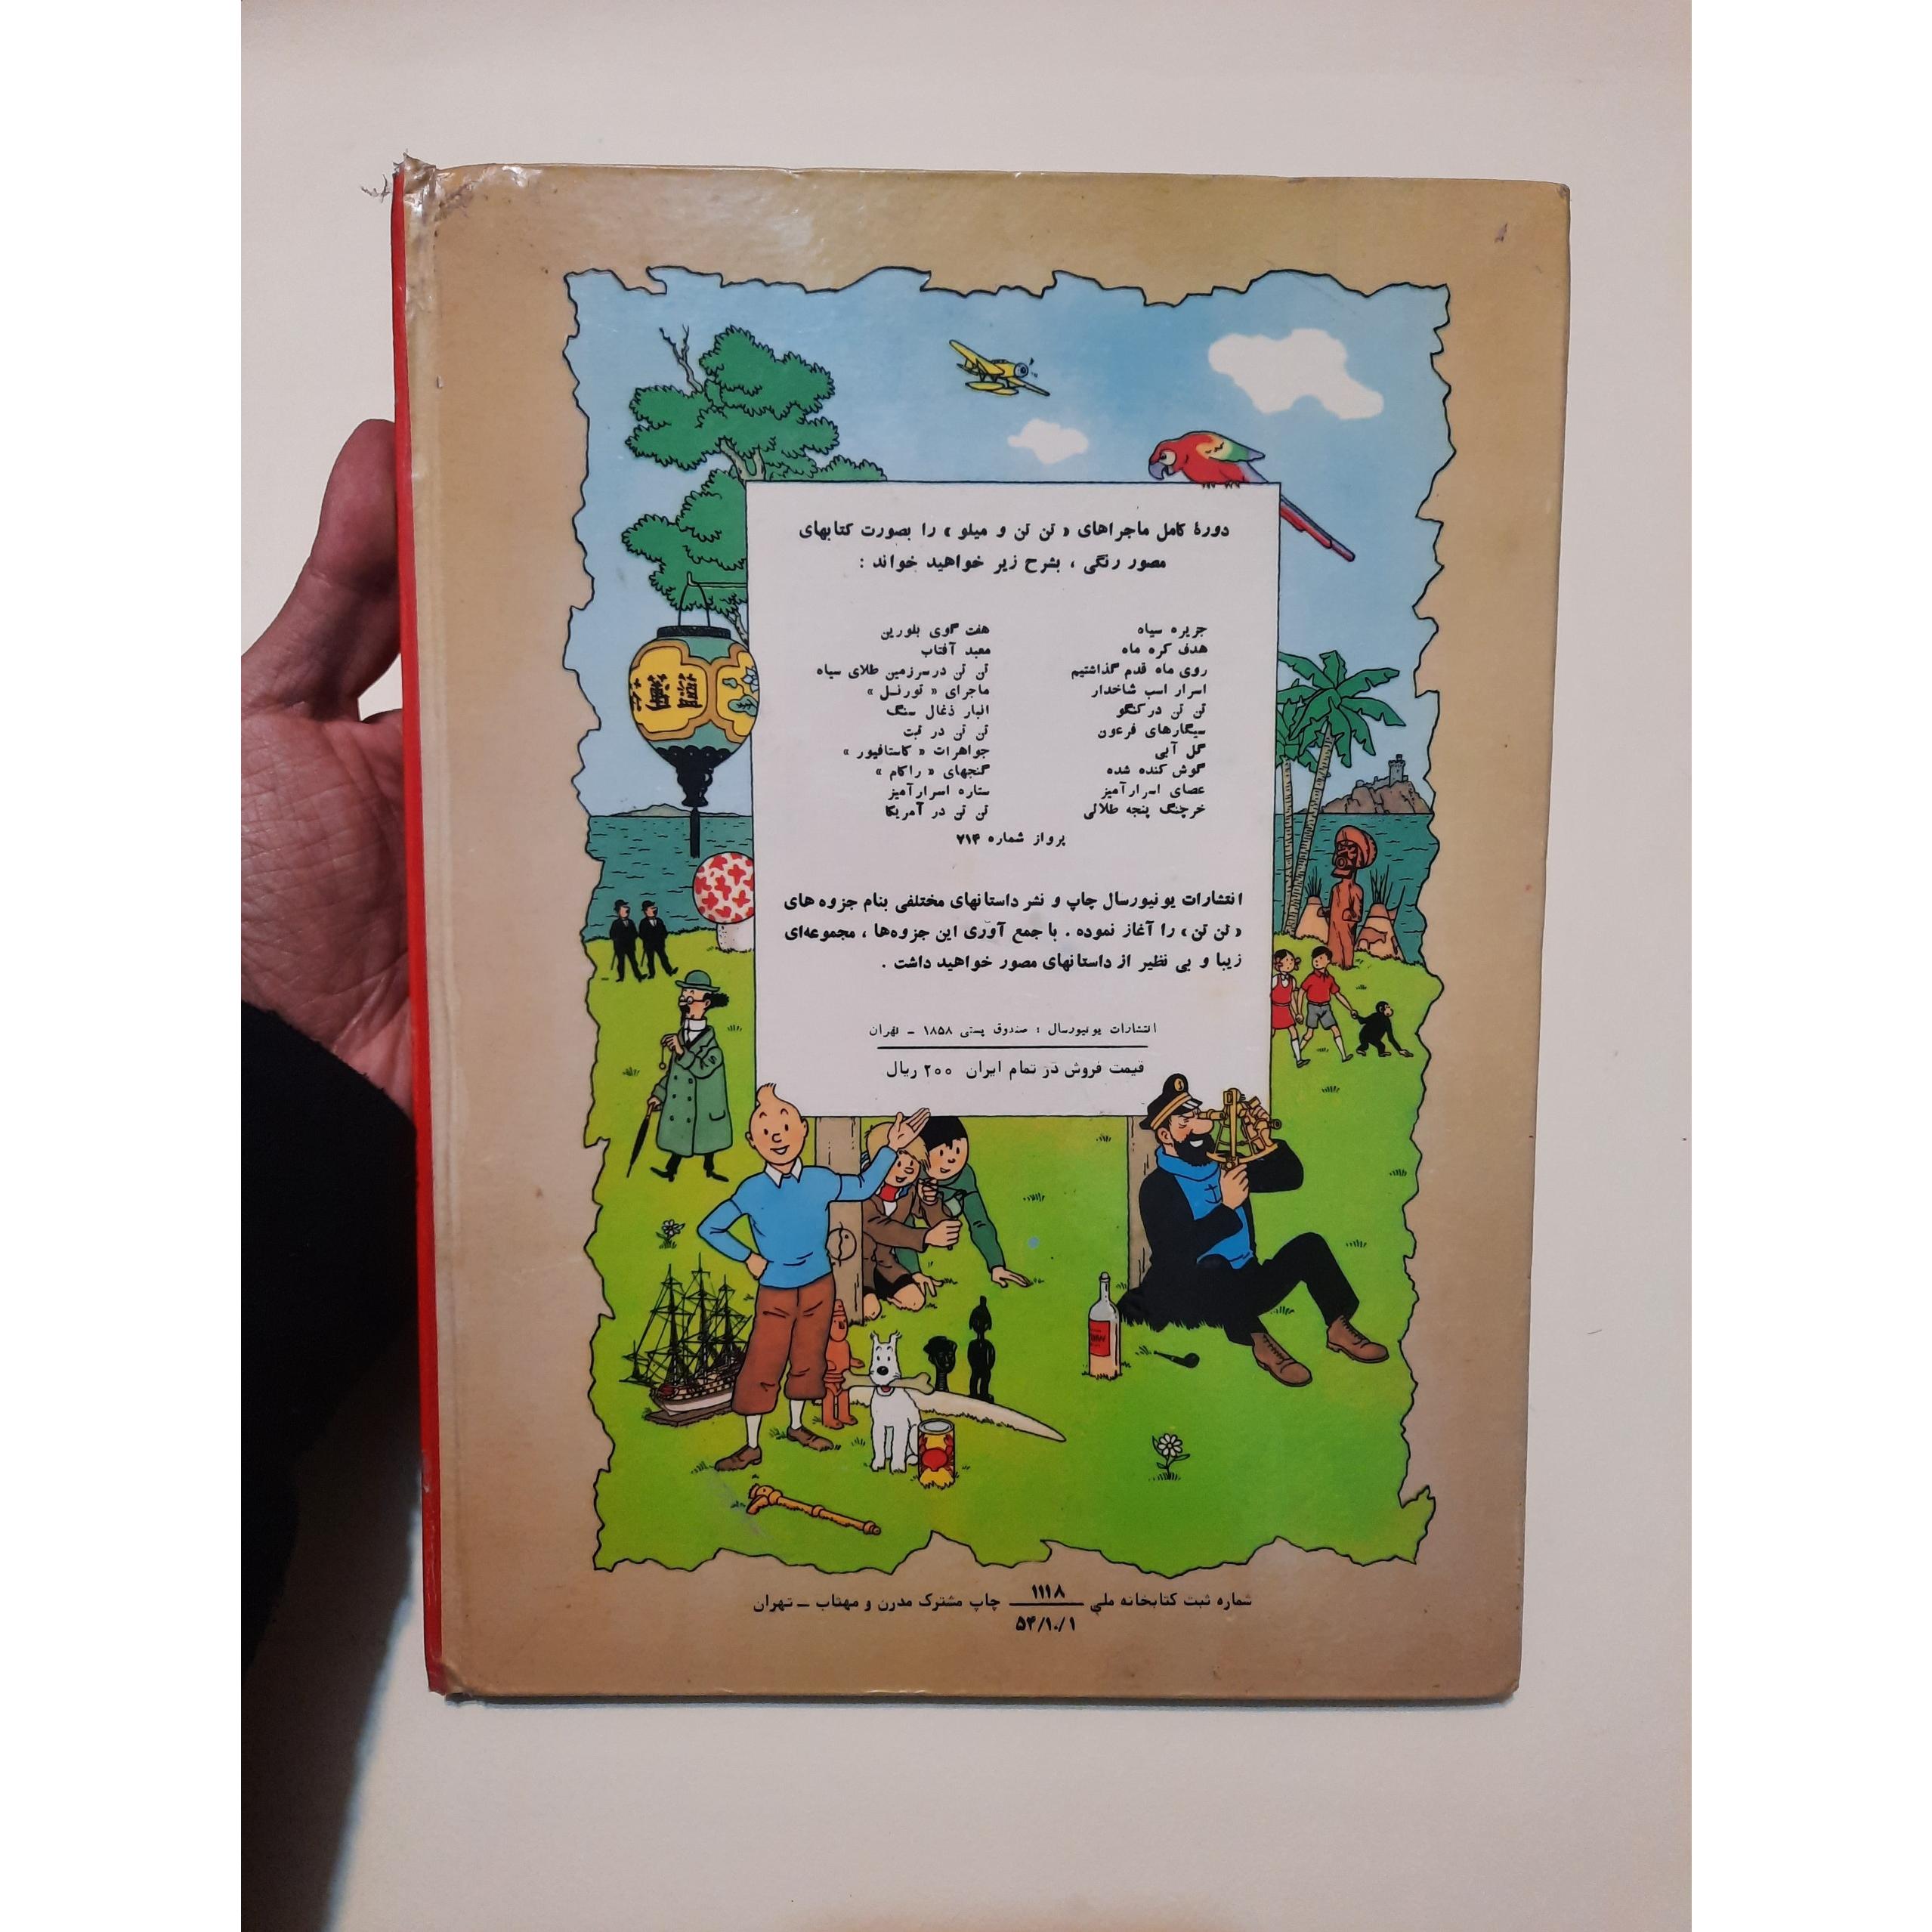 دورهٔ کامل ماجراهای « تن تن و میلو » را بصورت کتابهای
مصور رنگی ، بشرح زیر خواهید خواند :
جزیره سیاه
هدف کره ماه
روی ماه قدم گذاشتیم
اسرار اسب شاخدار
تن تن در کنگو
سیگارهای فرعون
گل آبی
گوش کنده شده
عصای اسرارآمیز
خرچنگ پنجه طلائی
هفت گوی بلورین
معبد آفتاب
تن تن درسرزمین طلای سیاه
ماجرای « تورنسل »
انبار ذغال سنگ
تن تن در تبت
جواهرات « کاستافیور »
گنجهای « راکام »
ستاره اسرارآمیز
تن تن در آمریکا
پرواز شماره ۷۱۴
انتشارات یونیورسال چاپ و نشر داستانهای مختلفی بنام جزوه های
« تن تن » را آغاز نموده . با جمع آوری این جزوه‌ها ، مجموعه‌ای
زیبا و بی نظیر از داستانهای مصور خواهید داشت .
انتشارات یونیورسال : صندوق پستی ۱۸۵۸ - تهران
قیمت فروش در تمام ایران ۲۰۰ ریال
شماره ثبت کتابخانه ملی ۱۱۱۸ چاپ مشترک مدرن و مهتاب – تهران
۵۴/۱۰/۱